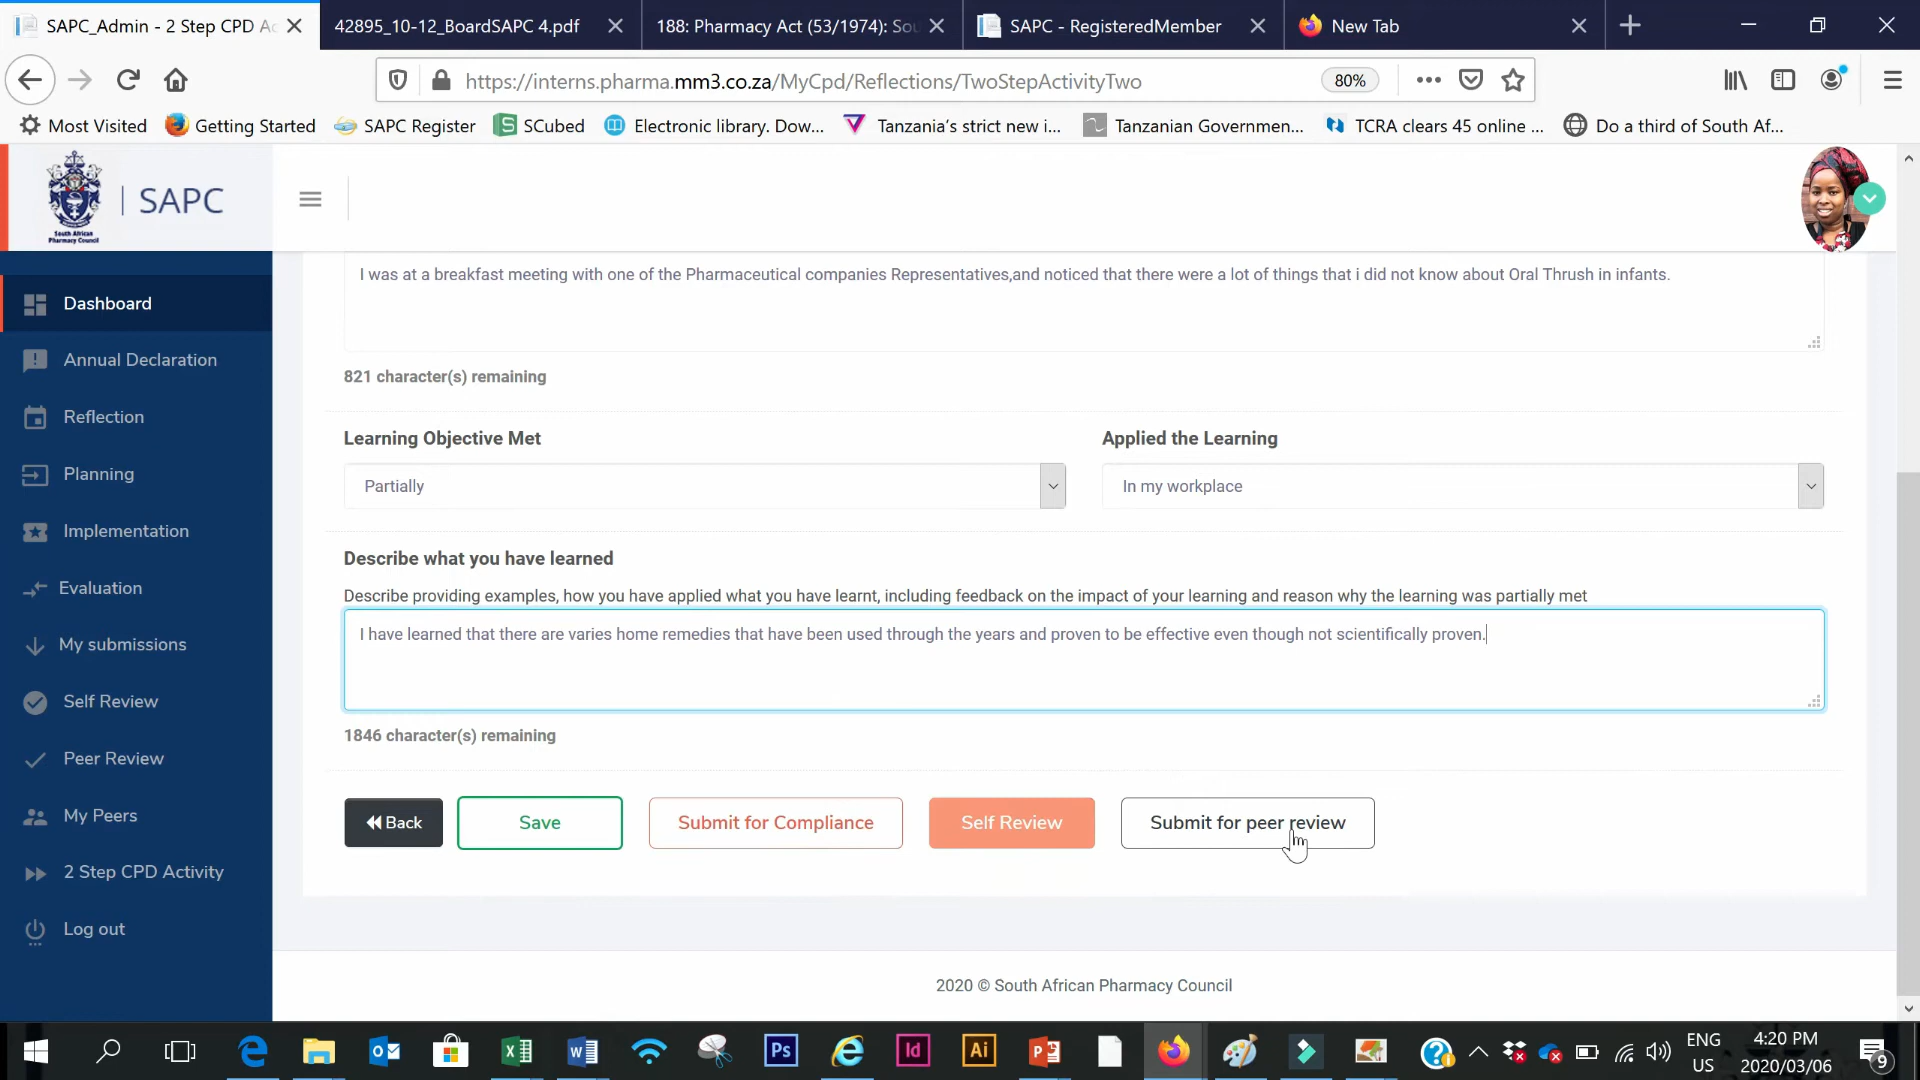 SAPC_Admin - 2 Step CPD Ac
42895_10-12_BoardSAPC 4.pdf
188: Pharmacy Act (53/1974): Sou
SAPC - RegisteredMember
New Tab
https://interns.pharma.mm3.co.za/MyCpd/Reflections/TwoStepActivityTwo
80%
Most Visited
Getting Started
SAPC Register
SCubed
Electronic library. Dow...
Tanzania's strict new i...
Tanzanian Governmen...
TCRA clears 45 online ...
Do a third of South Af...
South African
Pharmacy Council
SAPC
Dashboard
Annual Declaration
Reflection
Planning
Implementation
Evaluation
My submissions
Self Review
Peer Review
My Peers
2 Step CPD Activity
Log out
I was at a breakfast meeting with one of the Pharmaceutical companies Representatives,and noticed that there were a lot of things that i did not know about Oral Thrush in infants.
821 character(s) remaining
Learning Objective Met
Applied the Learning
Partially
In my workplace
Describe what you have learned
Describe providing examples, how you have applied what you have learnt, including feedback on the impact of your learning and reason why the learning was partially met
I have learned that there are varies home remedies that have been used through the years and proven to be effective even though not scientifically proven.
1846 character(s) remaining
Back
Save
Submit for Compliance
Self Review
Submit for peer review
2020 © South African Pharmacy Council
Ps
Id
Ai
ENG
US
4:20 PM
2020/03/06
9